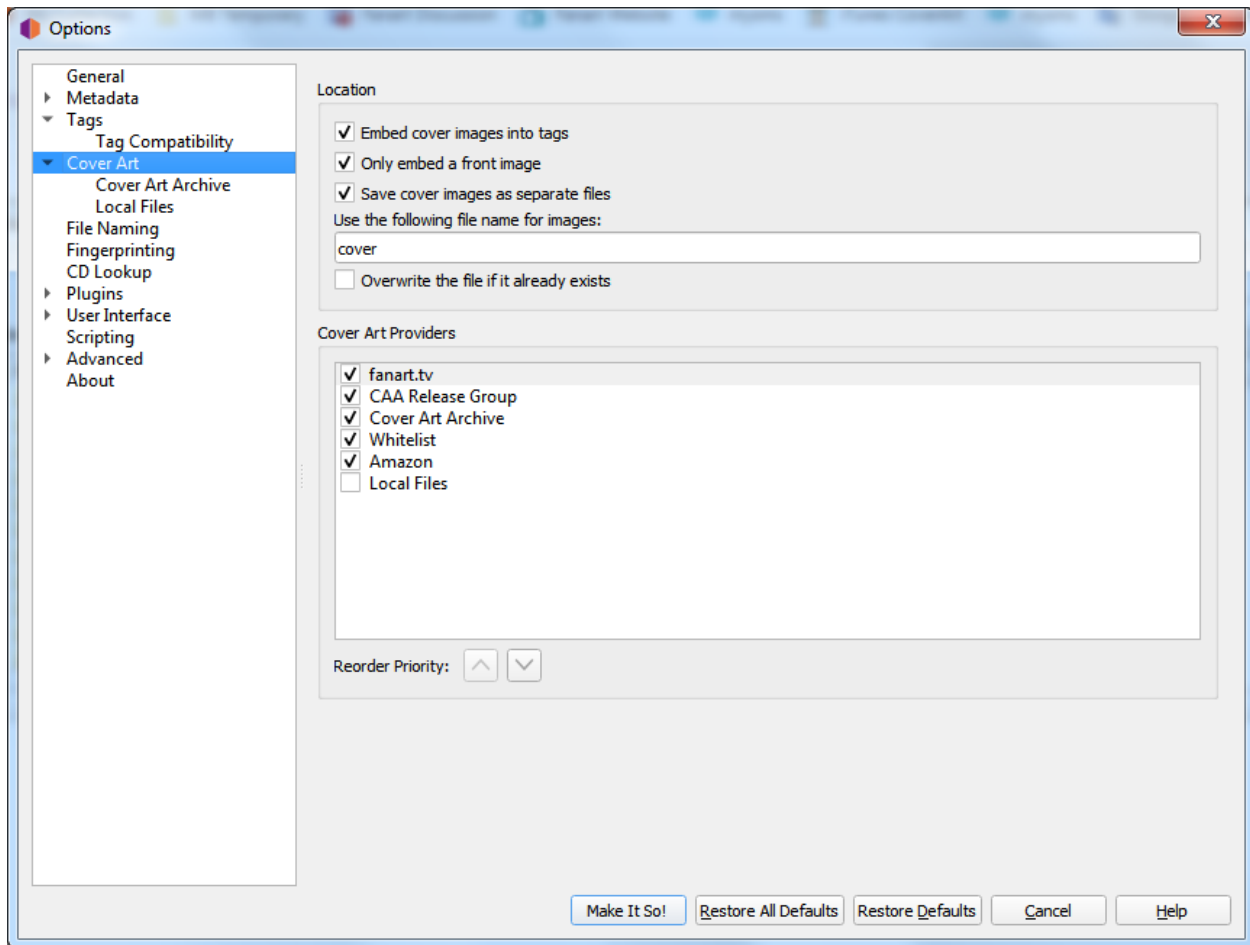 Options
General
Metadata
Tags
Tag Compatibility
Cover Art
Cover Art Archive
Local Files
File Naming
Fingerprinting
CD Lookup
Plugins
User Interface
Scripting
Advanced
About
Location
Embed cover images into tags
Only embed a front image
Save cover images as separate files
Use the following file name for images:
cover
Overwrite the file if it already exists
Cover Art Providers
fanart.tv
CAA Release Group
Cover Art Archive
Whitelist
Amazon
Local Files
Reorder Priority:
Make It So! Restore All Defaults Restore Defaults Cancel Help